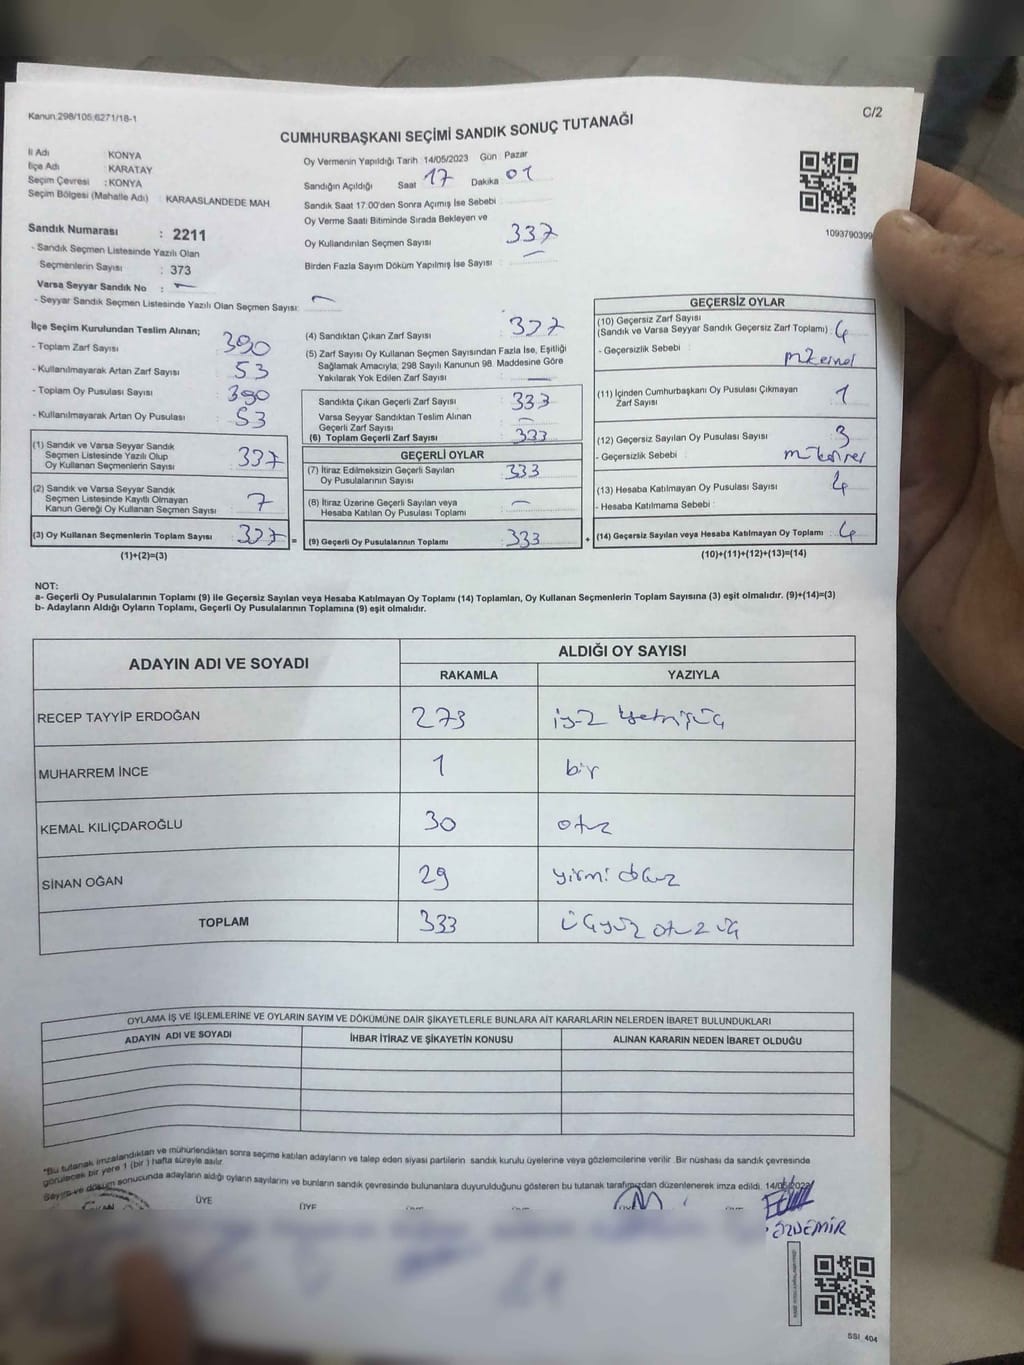 Kanun:298/105;6271/18-1
C/2
CUMHURBAŞKANI SEÇİMİ SANDIK SONUÇ TUTANAĞI
İl Adı KONYA
İlçe Adı : KARATAY
Seçim Çevresi : KONYA
Seçim Bölgesi (Mahalle Adı) : KARAASLANDEDE MAH
Sandık Numarası : 2211
- Sandık Seçmen Listesinde Yazılı Olan
Seçmenlerin Sayısı : 373
Varsa Seyyar Sandık No : -
- Seyyar Sandık Seçmen Listesinde Yazılı Olan Seçmen Sayısı: -
Oy Vermenin Yapıldığı Tarih 14/05/2023 Gün : Pazar
Sandığın Açıldığı Saat 17 Dakika 01
Sandık Saat 17:00'den Sonra Açımış İse Sebebi
Oy Verme Saati Bitiminde Sırada Bekleyen ve
Oy Kullandırılan Seçmen Sayısı 337
Birden Fazla Sayım Döküm Yapılmış İse Sayısı : -
1093790399
İlçe Seçim Kurulundan Teslim Alınan;
- Toplam Zarf Sayısı : 390
- Kullanılmayarak Artan Zarf Sayısı : 53
- Toplam Oy Pusulası Sayısı : 390
- Kullanılmayarak Artan Oy Pusulası : 53
(1) Sandık ve Varsa Seyyar Sandık
Seçmen Listesinde Yazılı Olup
Oy Kullanan Seçmenlerin Sayısı : 337
(2) Sandık ve Varsa Seyyar Sandık
Seçmen Listesinde Kayıtlı Olmayan
Kanun Gereği Oy Kullanan Seçmen Sayısı : 7
(3) Oy Kullanan Seçmenlerin Toplam Sayısı : 337
(1)+(2)=(3)
=
(4) Sandıktan Çıkan Zarf Sayısı : 337
(5) Zarf Sayısı Oy Kullanan Seçmen Sayısından Fazla İse, Eşitliği
Sağlamak Amacıyla, 298 Sayılı Kanunun 98. Maddesine Göre
Yakılarak Yok Edilen Zarf Sayısı : -
Sandıkta Çıkan Geçerli Zarf Sayısı : 333
Varsa Seyyar Sandıktan Teslim Alınan
Geçerli Zarf Sayısı : -
(6) Toplam Geçerli Zarf Sayısı : 333
GEÇERLİ OYLAR
(7) İtiraz Edilmeksizin Geçerli Sayılan
Oy Pusulalarının Sayısı : 333
(8) İtiraz Üzerine Geçerli Sayılan veya
Hesaba Katılan Oy Pusulası Toplamı : -
(9) Geçerli Oy Pusulalarının Toplamı : 333
+
GEÇERSİZ OYLAR
(10) Geçersiz Zarf Sayısı
(Sandık ve Varsa Seyyar Sandık Geçersiz Zarf Toplamı) : 4
- Geçersizlik Sebebi :
(11) İçinden Cumhurbaşkanı Oy Pusulası Çıkmayan
Zarf Sayısı : 1
(12) Geçersiz Sayılan Oy Pusulası Sayısı : 3
- Geçersizlik Sebebi :
(13) Hesaba Katılmayan Oy Pusulası Sayısı : 4
- Hesaba Katılmama Sebebi :
(14) Geçersiz Sayılan veya Hesaba Katılmayan Oy Toplamı : 4
(10)+(11)+(12)+(13)=(14)
NOT:
a- Geçerli Oy Pusulalarının Toplamı (9) ile Geçersiz Sayılan veya Hesaba Katılmayan Oy Toplamı (14) Toplamları, Oy Kullanan Seçmenlerin Toplam Sayısına (3) eşit olmalıdır. (9)+(14)=(3)
b- Adayların Aldığı Oyların Toplamı, Geçerli Oy Pusulalarının Toplamına (9) eşit olmalıdır.
ADAYIN ADI VE SOYADI
ALDIĞI OY SAYISI
RAKAMLA YAZIYLA
RECEP TAYYİP ERDOĞAN 273
MUHARREM İNCE 1 bir
KEMAL KILIÇDAROĞLU 30 otuz
SİNAN OĞAN 29 yirmi dokuz
TOPLAM 333 üçyüz otuz üç
OYLAMA İŞ VE İŞLEMLERİNE VE OYLARIN SAYIM VE DÖKÜMÜNE DAİR ŞİKAYETLERLE BUNLARA AİT KARARLARIN NELERDEN İBARET BULUNDUKLARI
ADAYIN ADI VE SOYADI İHBAR İTİRAZ VE ŞİKAYETİN KONUSU ALINAN KARARIN NEDEN İBARET OLDUĞU
"Bu tutanak imzalandıktan ve mühürlendikten sonra seçime katılan adayların ve talep eden siyasi partilerin sandık kurulu üyelerine veya gözlemcilerine verilir. Bir nüshası da sandık çevresinde
görülecek bir yere 1 (bir) hafta süreyle asılır.
Sayım ve döküm sonucunda adayların aldığı oyların sayılarını ve bunların sandık çevresinde bulunanlara duyurulduğunu gösteren bu tutanak tarafımızdan düzenlenerek imza edildi. 14/05/2023
ÜYE
ÜYE
ÖZDEMİR
SSI_404